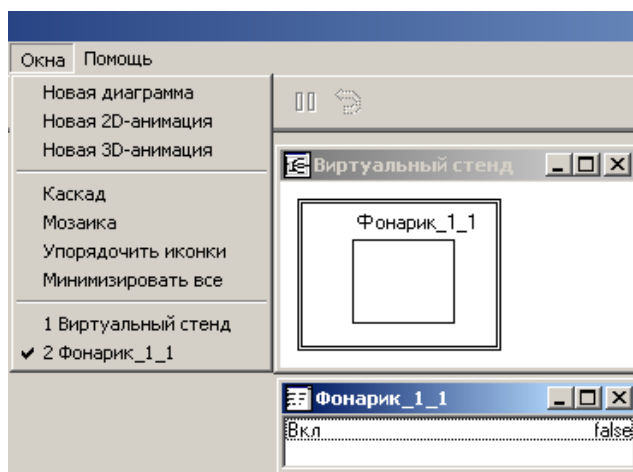 Окна Помощь
Новая диаграмма
Новая 2D-анимация
Новая 3D-анимация
Каскад
Мозаика
Упорядочить иконки
Минимизировать все
1 Виртуальный стенд
2 Фонарик_1_1
Виртуальный стенд
Фонарик_1_1
Фонарик_1_1
Вкл false